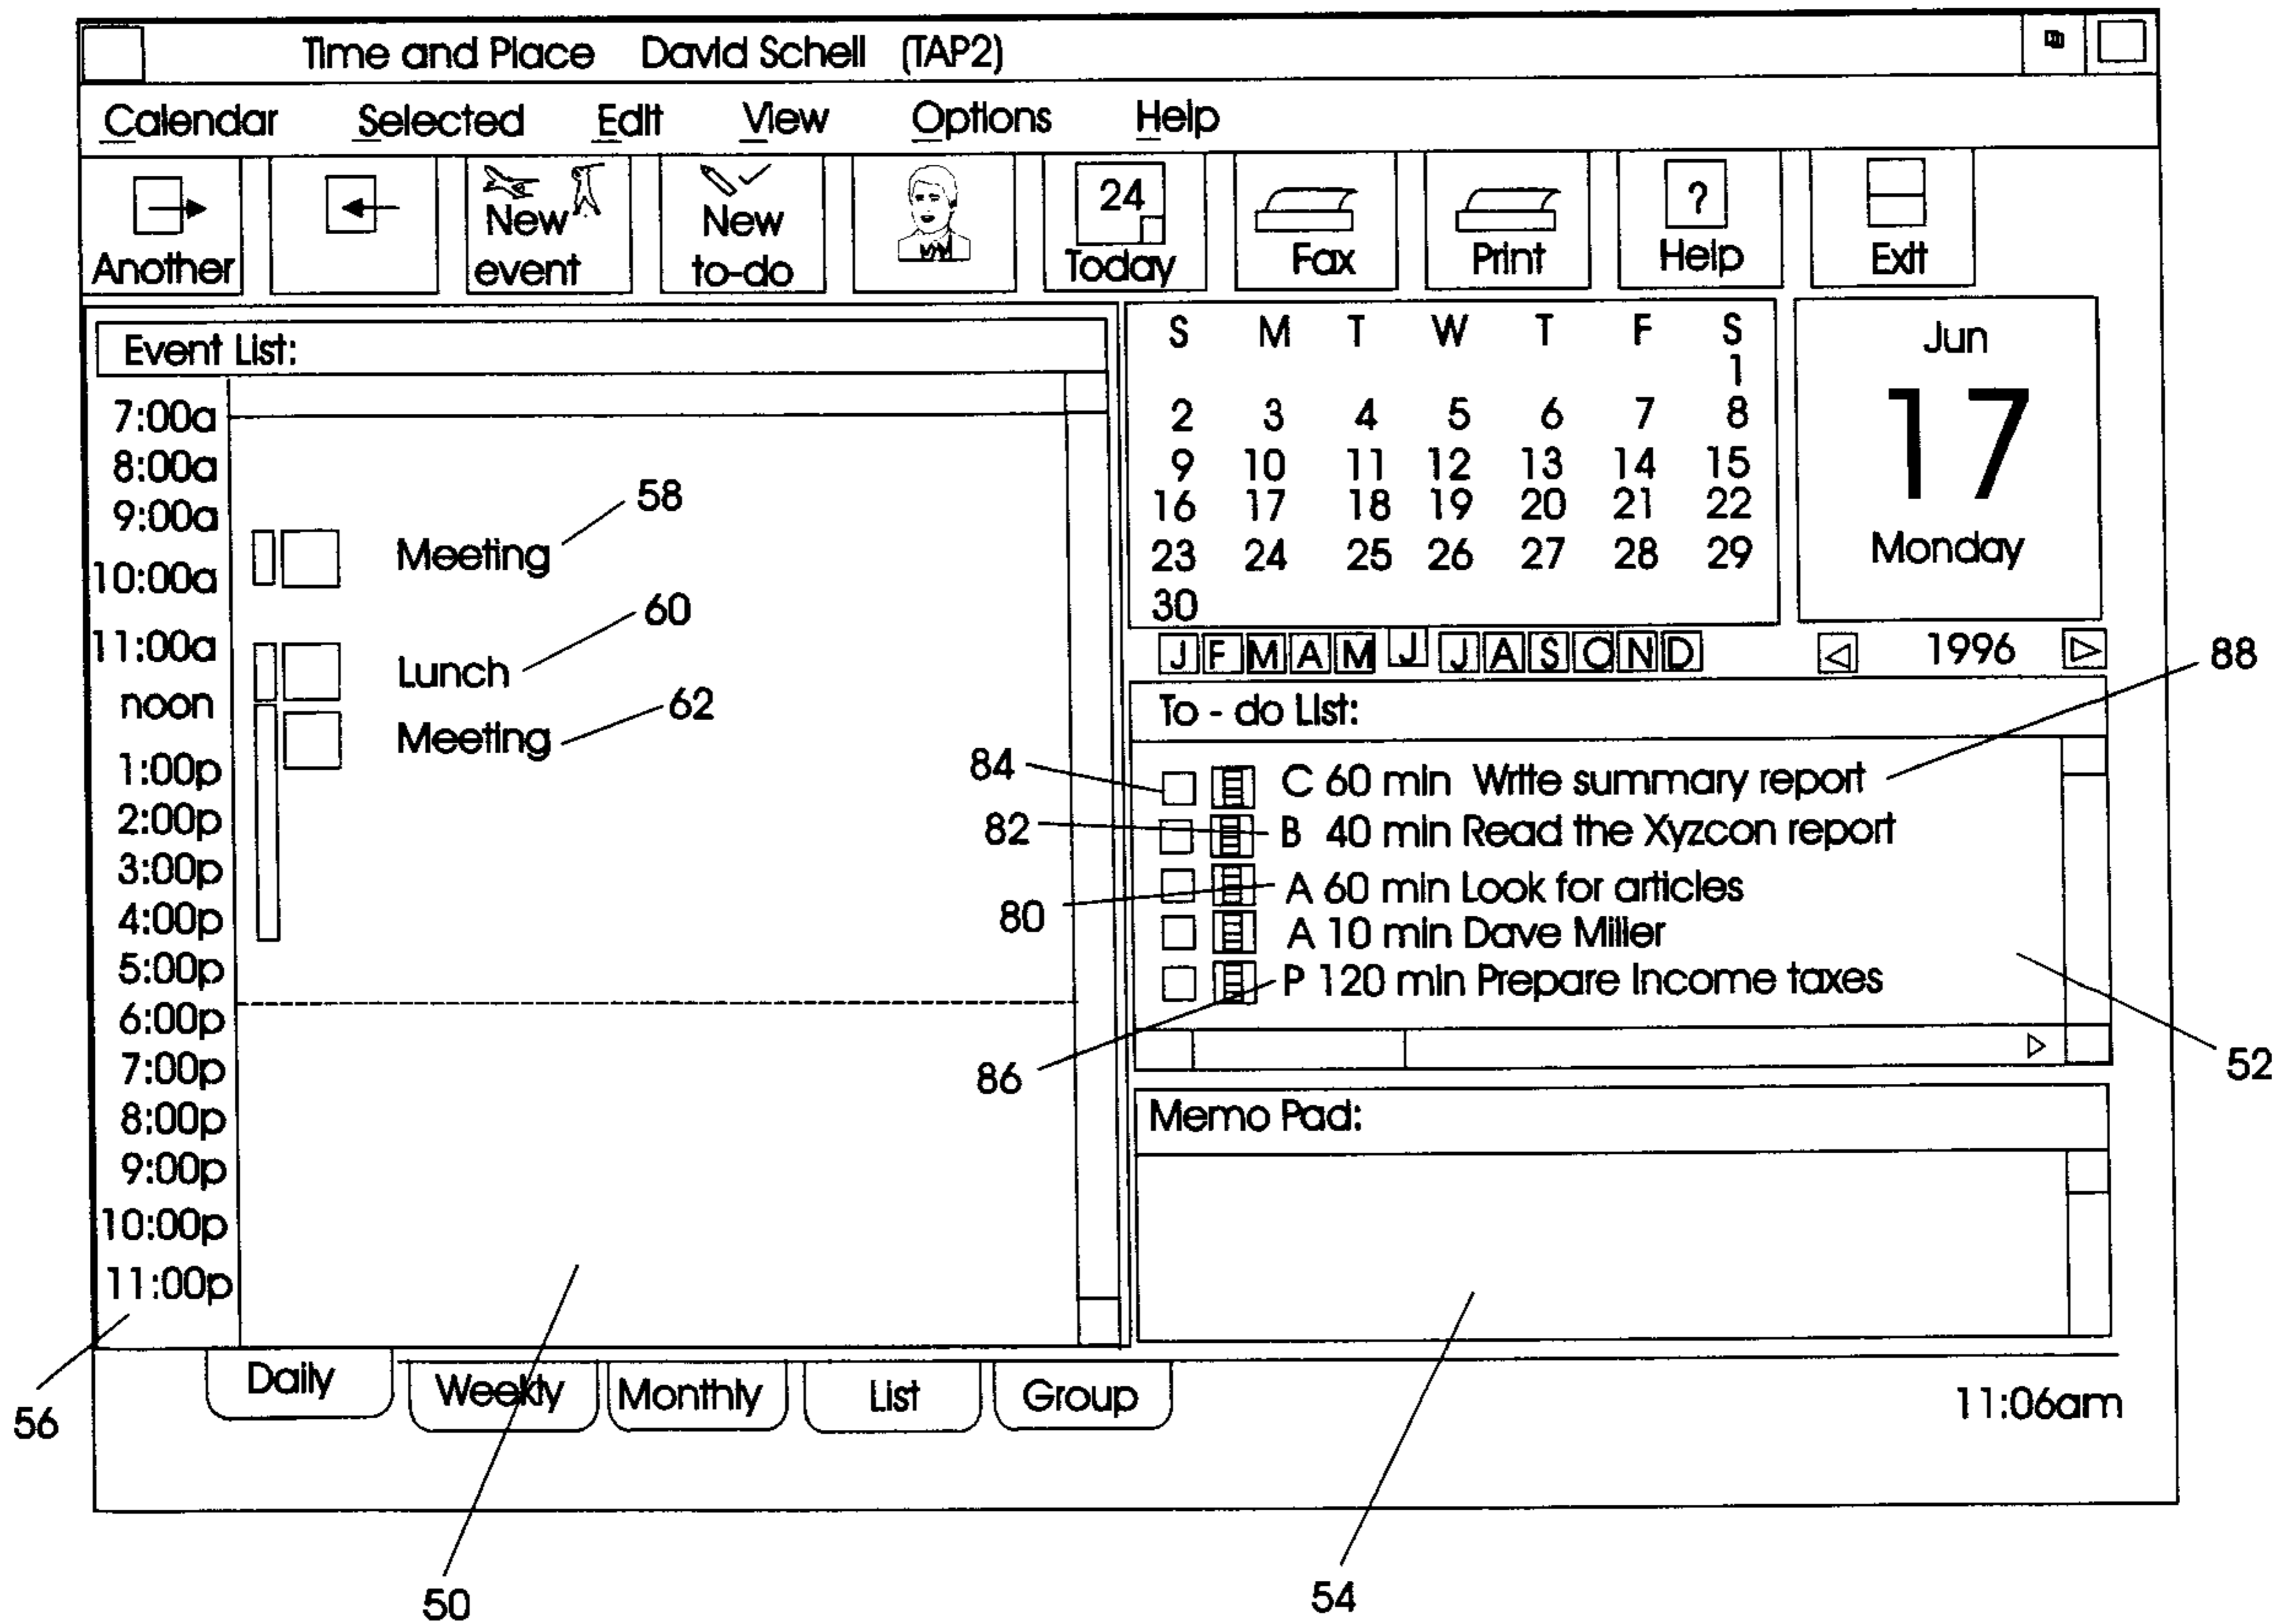 Time and Place David Schell (TAP2)
Calendar Selected Edit View Options Help
Another
New event
New to-do
24
Today
Fax
Print
?
Help
Exit
Event List:
7:00a
8:00a
9:00a
10:00a
11:00a
noon
1:00p
2:00p
3:00p
4:00p
5:00p
6:00p
7:00p
8:00p
9:00p
10:00p
11:00p
Meeting
58
Lunch
60
Meeting
62
S M T W T F S
1
2 3 4 5 6 7 8
9 10 11 12 13 14 15
16 17 18 19 20 21 22
23 24 25 26 27 28 29
30
Jun
17
Monday
J F M A M J J A S O N D
1996
88
To - do List:
84
C 60 min Write summary report
82
B 40 min Read the Xyzcon report
80
A 60 min Look for articles
A 10 min Dave Miller
P 120 min Prepare Income taxes
86
52
Memo Pad:
56
Daily Weekly Monthly List Group
11:06am
50
54